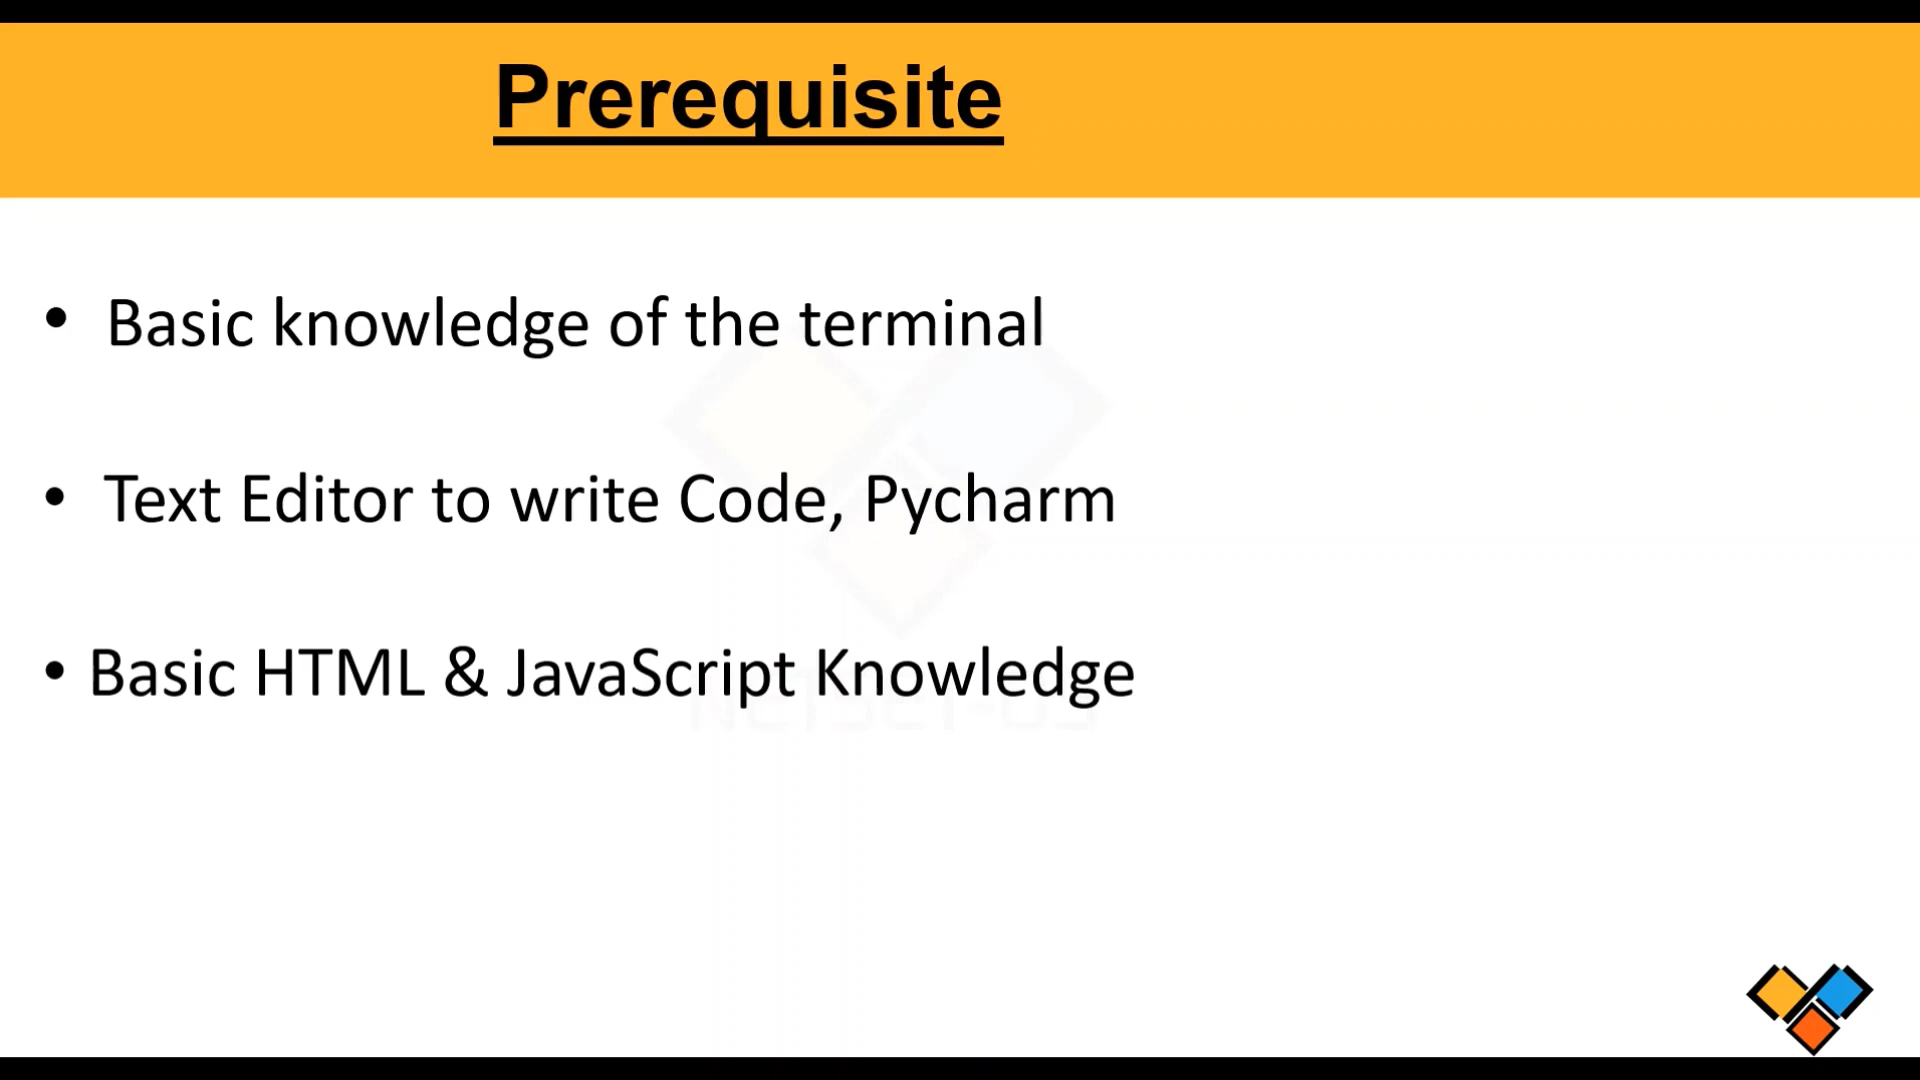 Prerequisite
• Basic knowledge of the terminal
• Text Editor to write Code, Pycharm
• Basic HTML & JavaScript Knowledge